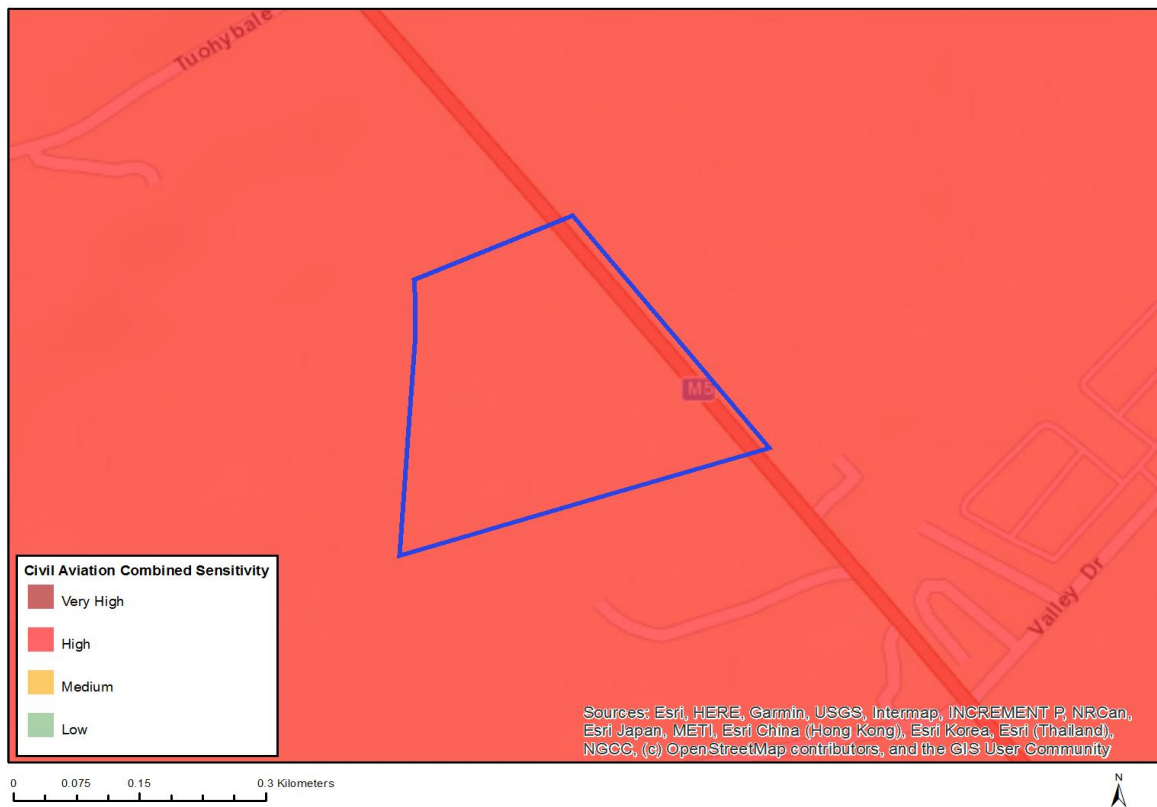 Tuohybale
M5
Valley Dr
Civil Aviation Combined Sensitivity
Very High
High
Medium
Low
Sources: Esri, HERE, Garmin, USGS, Intermap, INCREMENT P, NRCan,
Esri Japan, METI, Esri China (Hong Kong), Esri Korea, Esri (Thailand),
NGCC, (c) OpenStreetMap contributors, and the GIS User Community
0 0.075 0.15 0.3 Kilometers
N